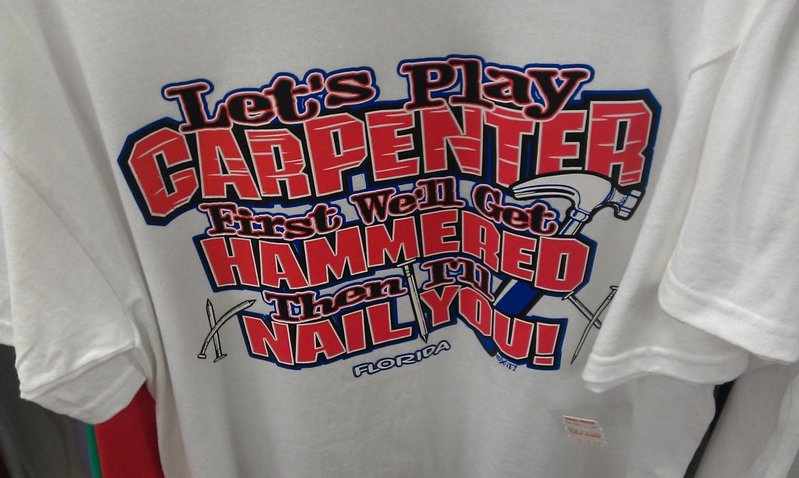 Let's Play
CARPENTER
First We'll Get
HAMMERED
Then I'll
NAIL YOU!
FLORIDA